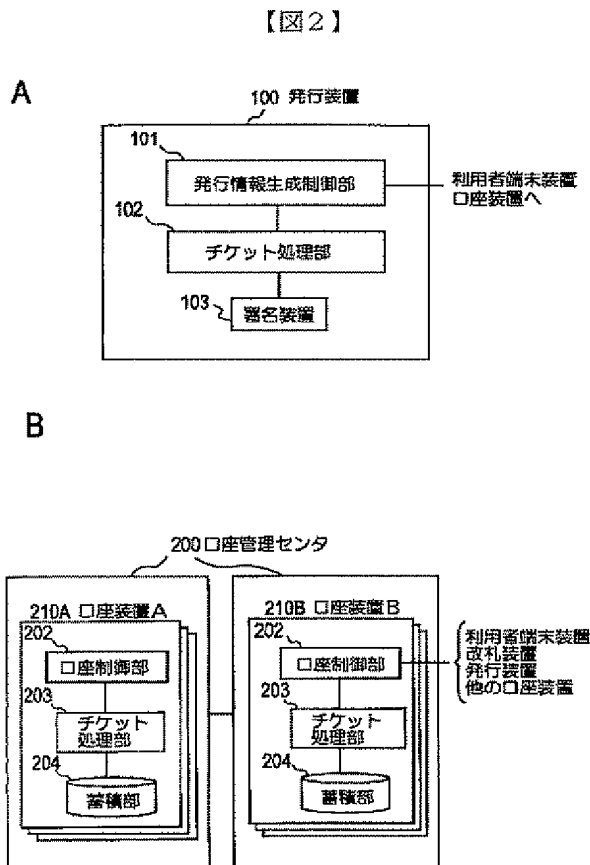 【図2】
A
100 発行装置
101
発行情報生成制御部
利用者端末装置
口座装置へ
102
チケット処理部
103
署名装置
B
200 口座管理センタ
210A 口座装置A
202
口座制御部
203
チケット
処理部
204
蓄積部
210B 口座装置B
202
口座制御部
203
チケット
処理部
204
蓄積部
利用者端末装置
改札装置
発行装置
他の口座装置